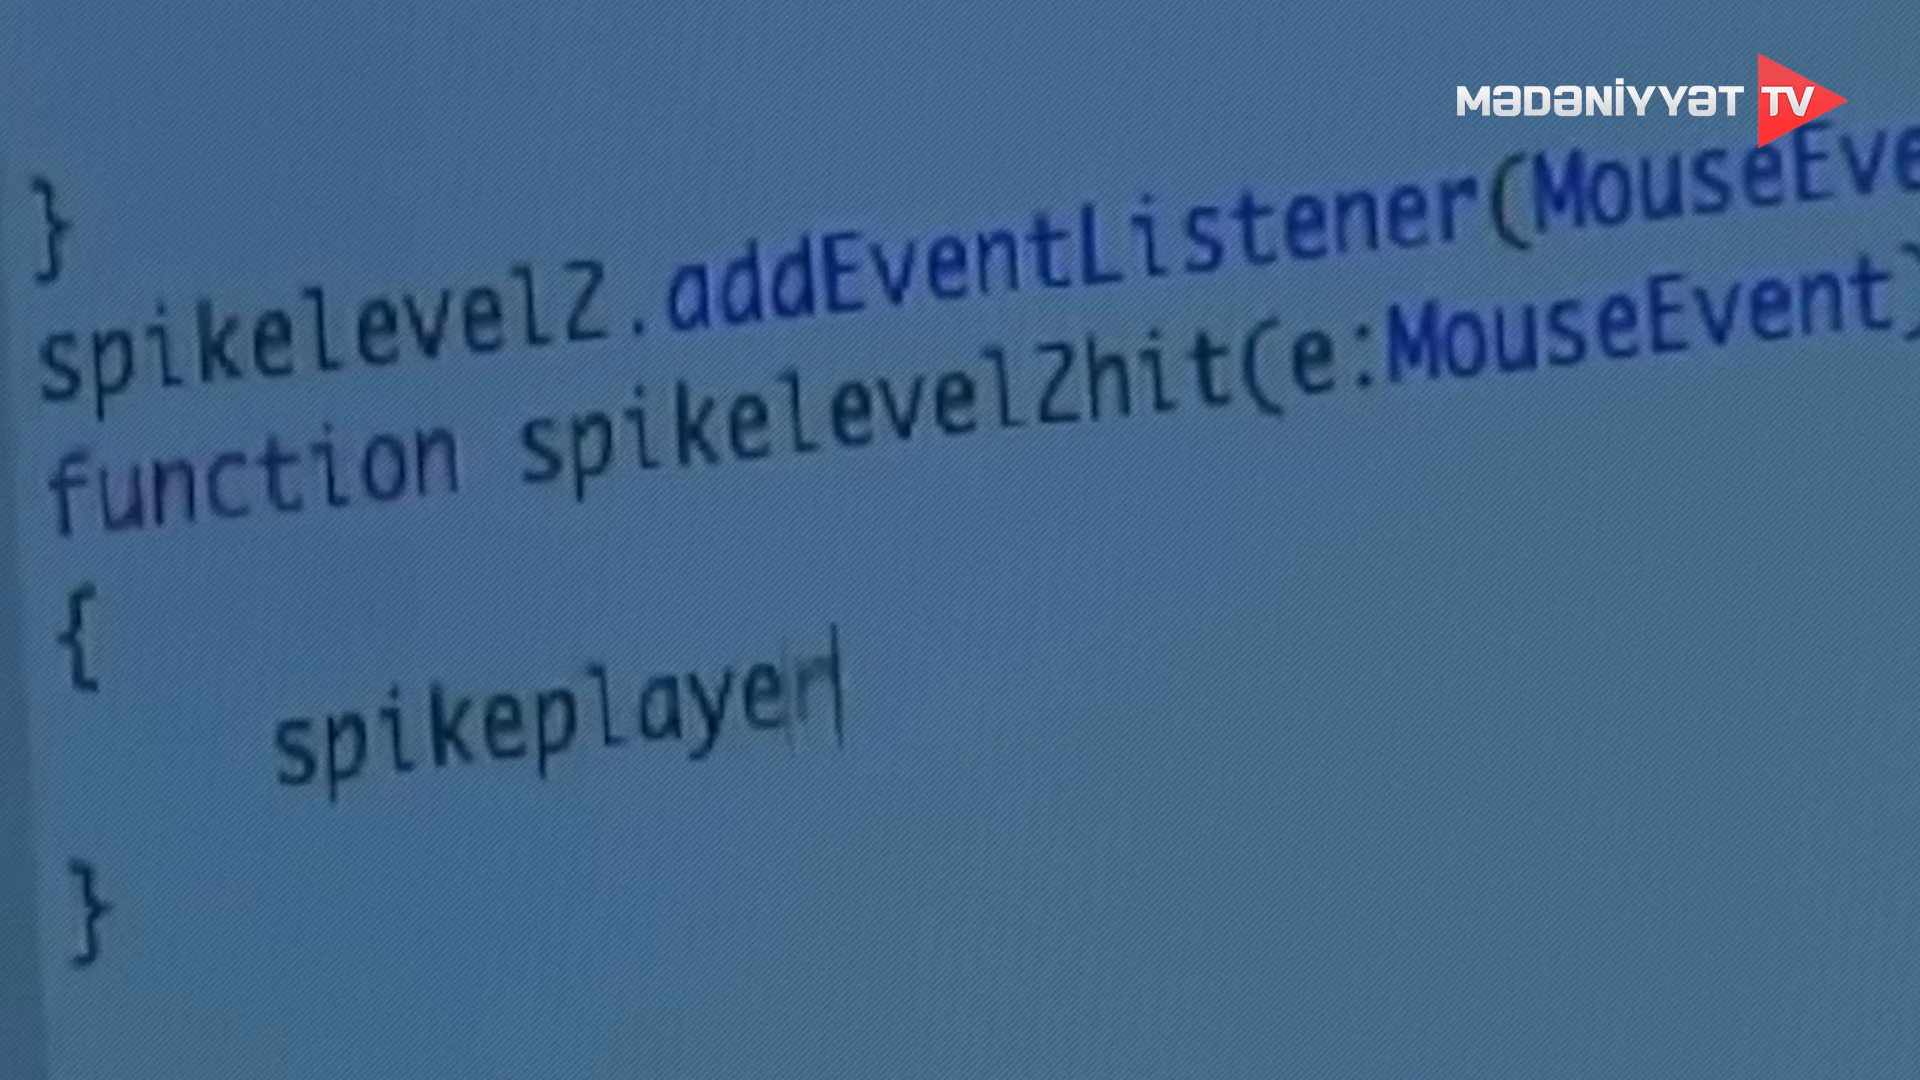 MƏDƏNİYYƏT TV
}
spikelevel2.addEventListener(MouseEve
function spikelevel2hit(e:MouseEvent)
{
spikeplayer
}